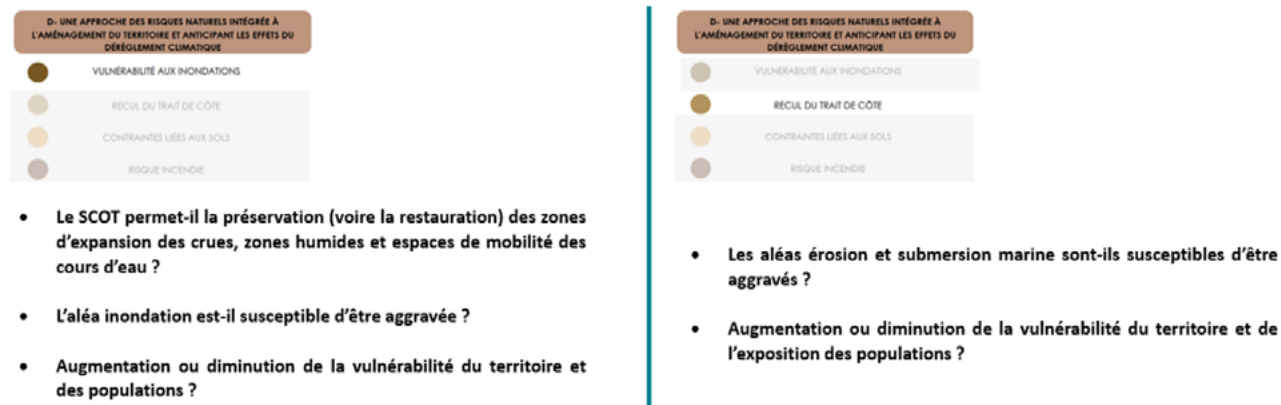 D- UNE APPROCHE DES RISQUES NATURELS INTÉGRÉE À
L'AMÉNAGEMENT DU TERRITOIRE ET ANTICIPANT LES EFFETS DU
DÉRÈGLEMENT CLIMATIQUE
VULNÉRABILITÉ AUX INONDATIONS
RECUL DU TRAIT DE CÔTE
CONTRAINTES LIÉES AUX SOLS
RISQUE INCENDIE
• Le SCOT permet-il la préservation (voire la restauration) des zones
d'expansion des crues, zones humides et espaces de mobilité des
cours d'eau ?
• L'aléa inondation est-il susceptible d'être aggravée ?
• Augmentation ou diminution de la vulnérabilité du territoire et
des populations ?
D- UNE APPROCHE DES RISQUES NATURELS INTÉGRÉE À
L'AMÉNAGEMENT DU TERRITOIRE ET ANTICIPANT LES EFFETS DU
DÉRÈGLEMENT CLIMATIQUE
VULNÉRABILITÉ AUX INONDATIONS
RECUL DU TRAIT DE CÔTE
CONTRAINTES LIÉES AUX SOLS
RISQUE INCENDIE
• Les aléas érosion et submersion marine sont-ils susceptibles d'être
aggravés ?
• Augmentation ou diminution de la vulnérabilité du territoire et de
l'exposition des populations ?